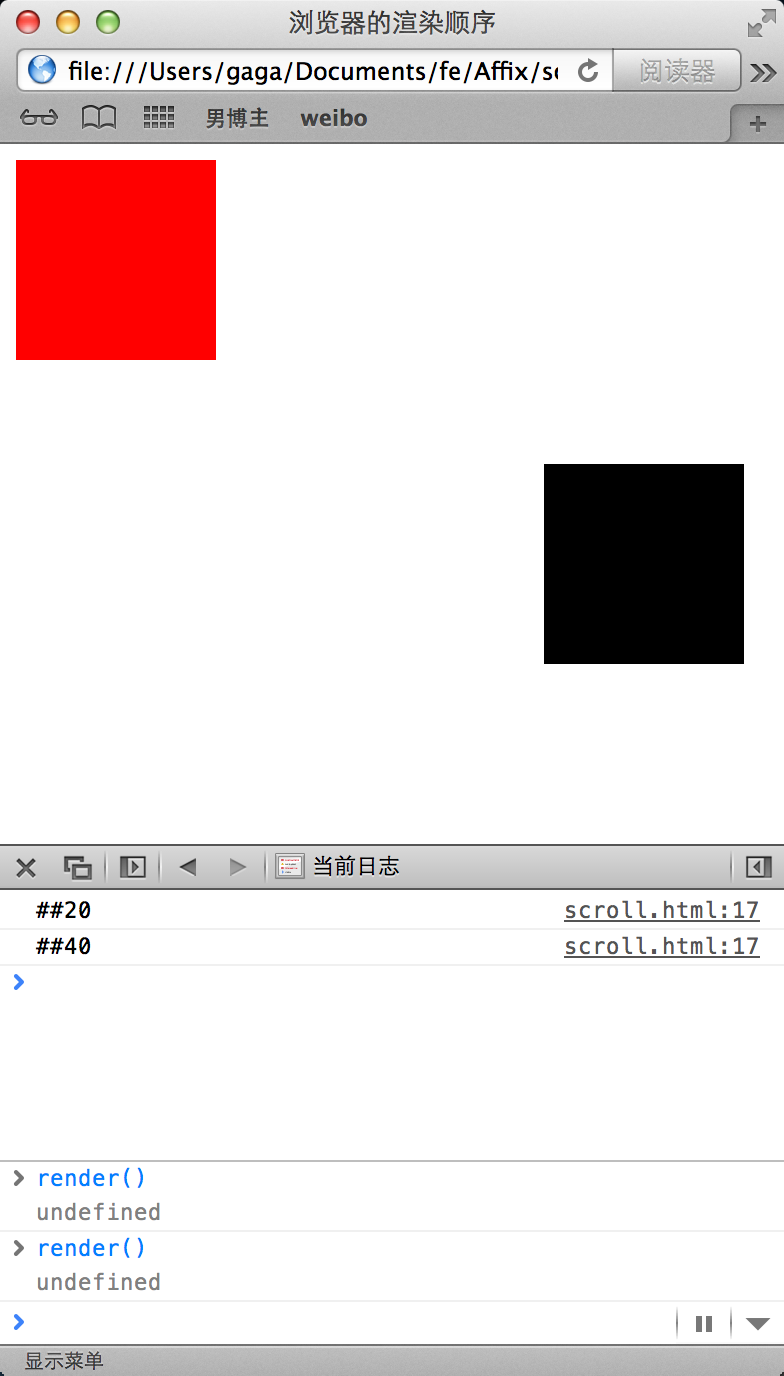 浏览器的渲染顺序
file:///Users/gaga/Documents/fe/Affix/sc
阅读器
男博主 weibo
当前日志
##20 scroll.html:17
##40 scroll.html:17
render()
undefined
render()
undefined
显示菜单